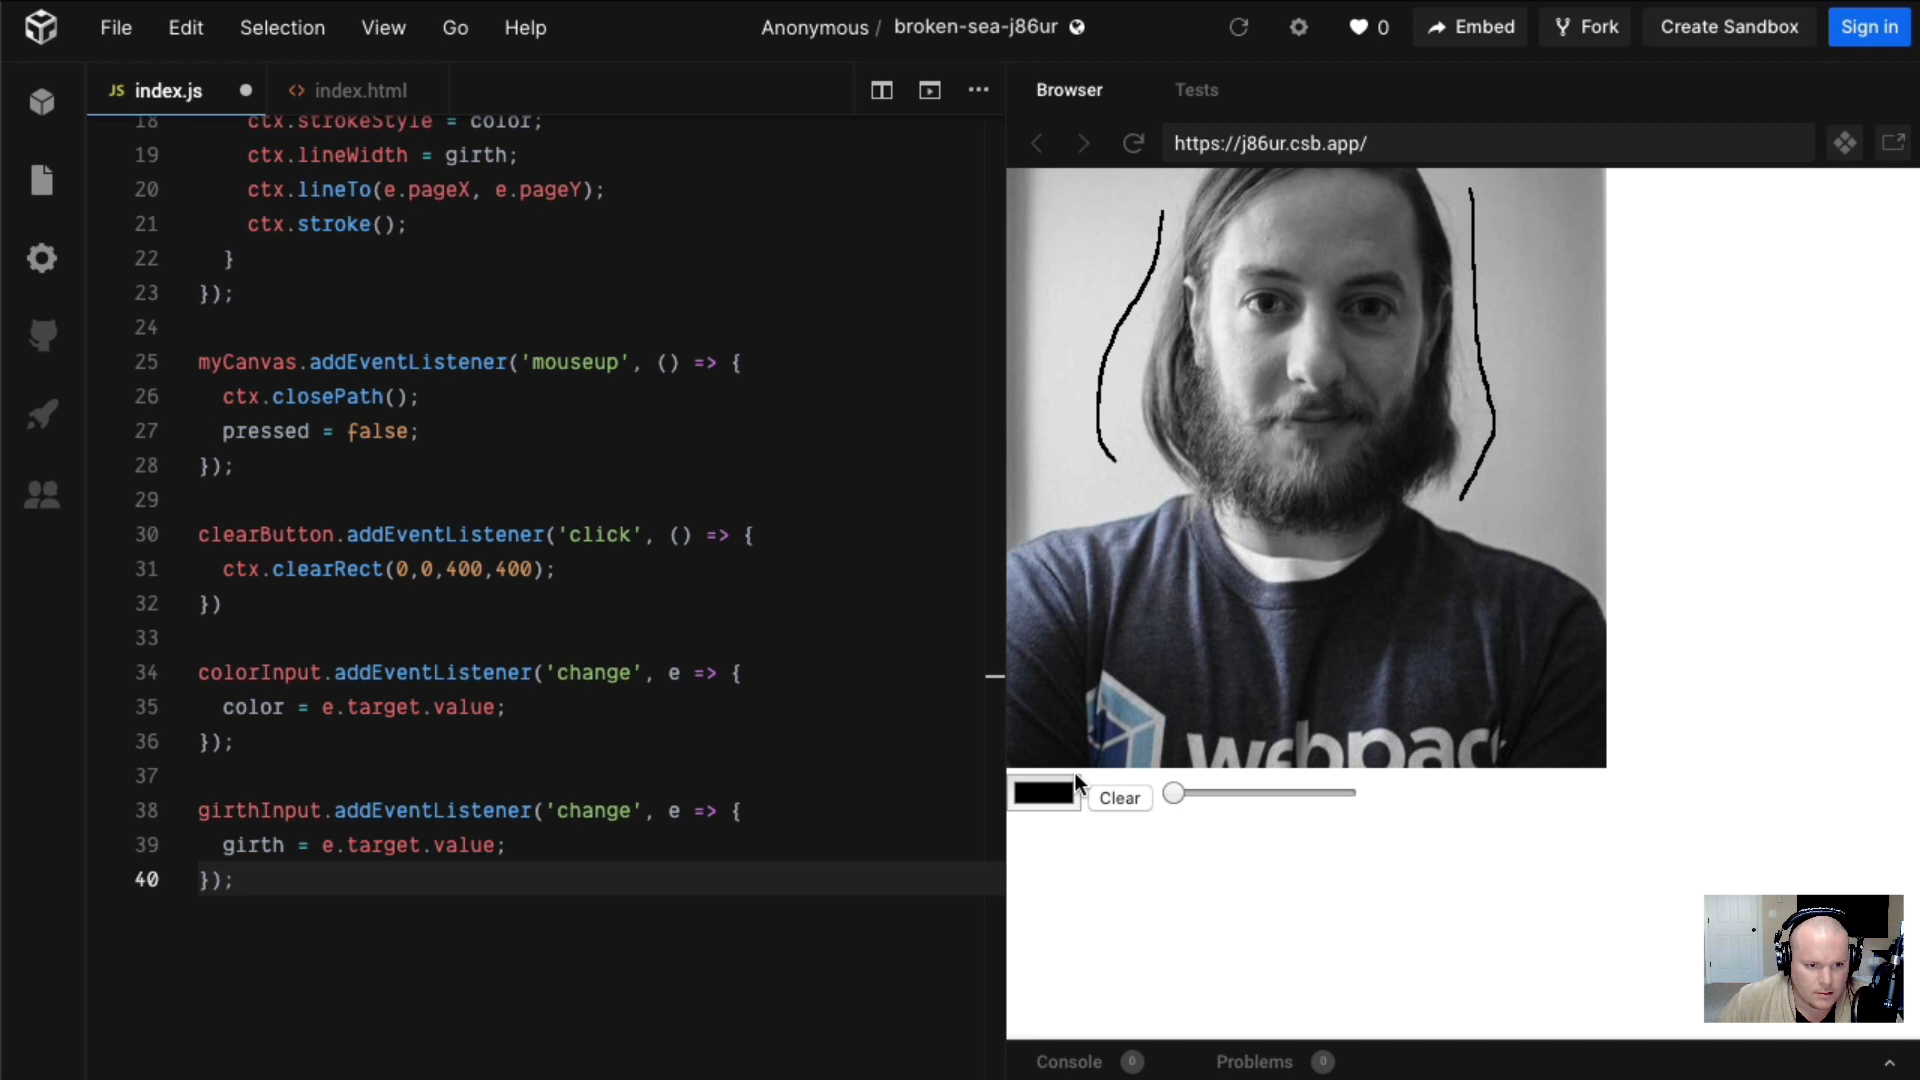 File Edit Selection View Go Help
Anonymous / broken-sea-j86ur
0 Embed Fork Create Sandbox Sign in
JS index.js
<> index.html
18 ctx.strokeStyle = color;
19 ctx.lineWidth = girth;
20 ctx.lineTo(e.pageX, e.pageY);
21 ctx.stroke();
22 }
23 });
24
25 myCanvas.addEventListener('mouseup', () => {
26 ctx.closePath();
27 pressed = false;
28 });
29
30 clearButton.addEventListener('click', () => {
31 ctx.clearRect(0,0,400,400);
32 })
33
34 colorInput.addEventListener('change', e => {
35 color = e.target.value;
36 });
37
38 girthInput.addEventListener('change', e => {
39 girth = e.target.value;
40 });
Browser Tests
https://j86ur.csb.app/
Clear
Console 0 Problems 0